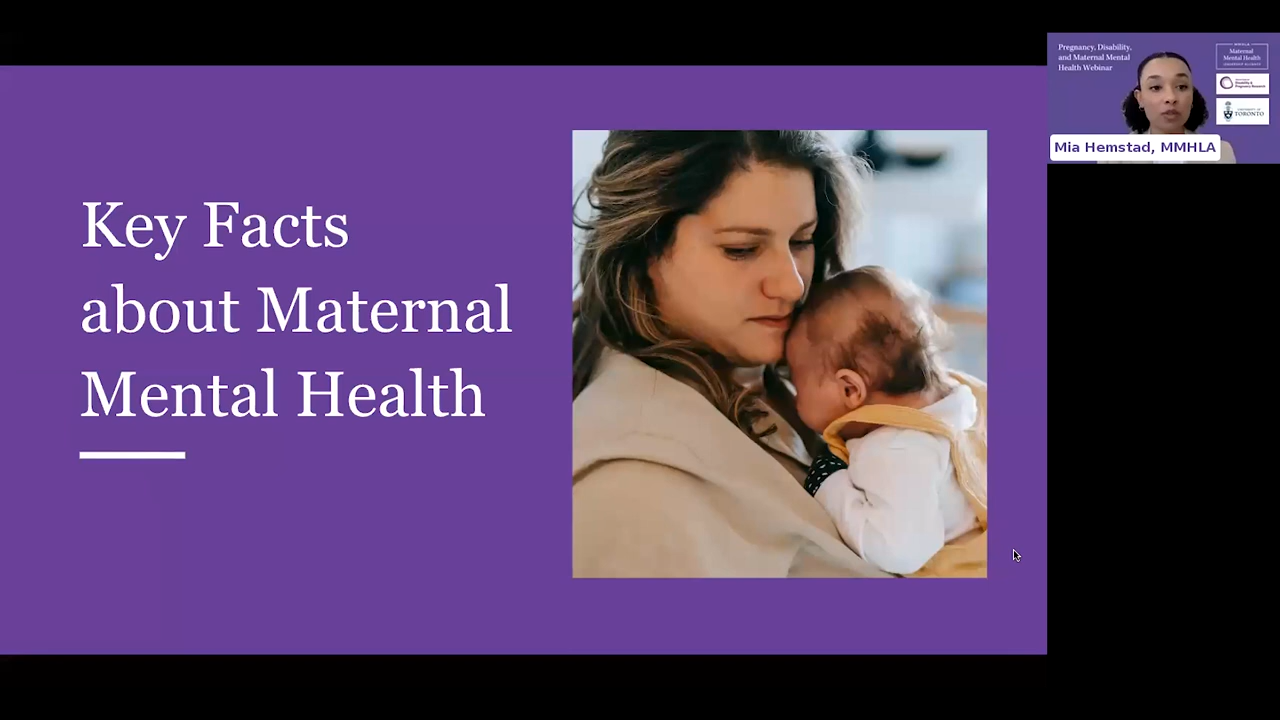 Key Facts
about Maternal
Mental Health
Pregnancy, Disability,
and Maternal Mental
Health Webinar
MMHLA
Maternal
Mental Health
LEADERSHIP ALLIANCE
Disability &
Pregnancy Research
UNIVERSITY OF
TORONTO
Mia Hemstad, MMHLA